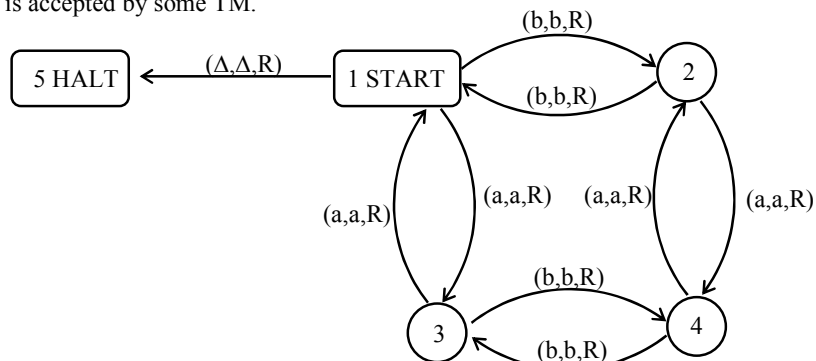 is accepted by some TM.
(b,b,R)
5 HALT
(Δ,Δ,R)
1 START
2
(b,b,R)
(a,a,R)
(a,a,R)
(a,a,R)
(a,a,R)
(b,b,R)
3
4
(b,b,R)